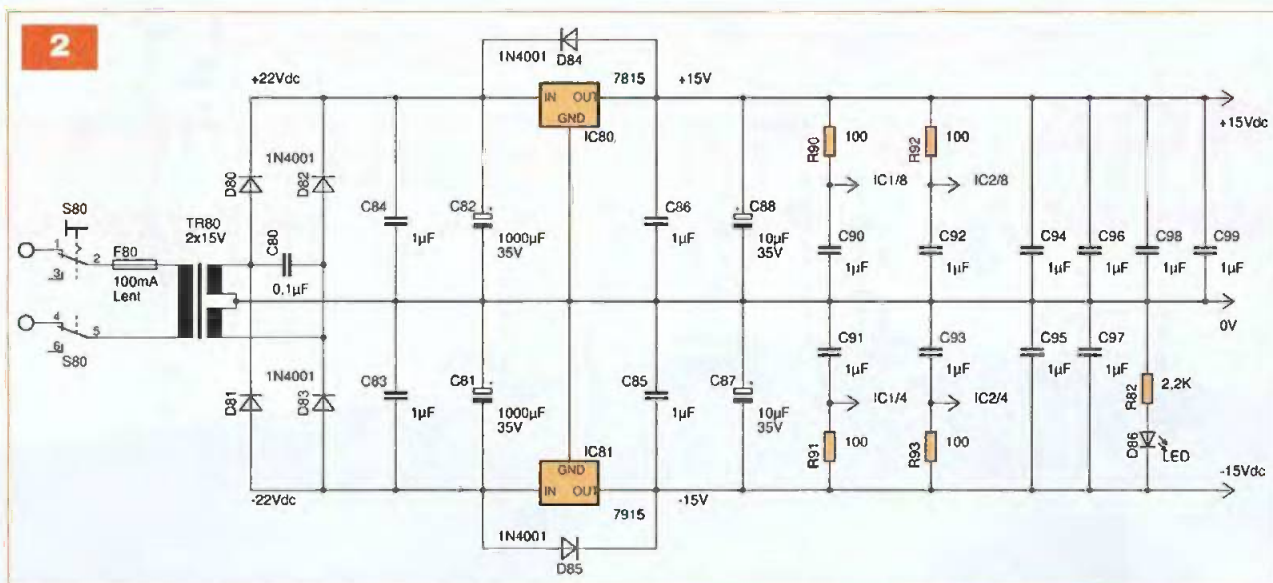 2
1N4001
D84
+22Vdc
7815
+15V
IN OUT
GND
IC80
+15Vdc
R90
100
R92
100
IC1/8
IC2/8
1N4001
D80
D82
S80
TR80
2x15V
C80
0,1µF
1
2
3
F80
100mA
Lent
4
5
6
S80
C84
1µF
C82
1000µF
35V
C86
1µF
C88
10µF
35V
C90
1µF
C92
1µF
C94
1µF
C96
1µF
C98
1µF
C99
1µF
0V
1N4001
D81
D83
C83
1µF
C81
1000µF
35V
C85
1µF
C87
10µF
35V
C91
1µF
C93
1µF
C95
1µF
C97
1µF
IC1/4
IC2/4
R91
100
R93
100
R82
2,2K
D86
LED
IC81
GND
IN OUT
7915
-22Vdc
-15V
-15Vdc
1N4001
D85